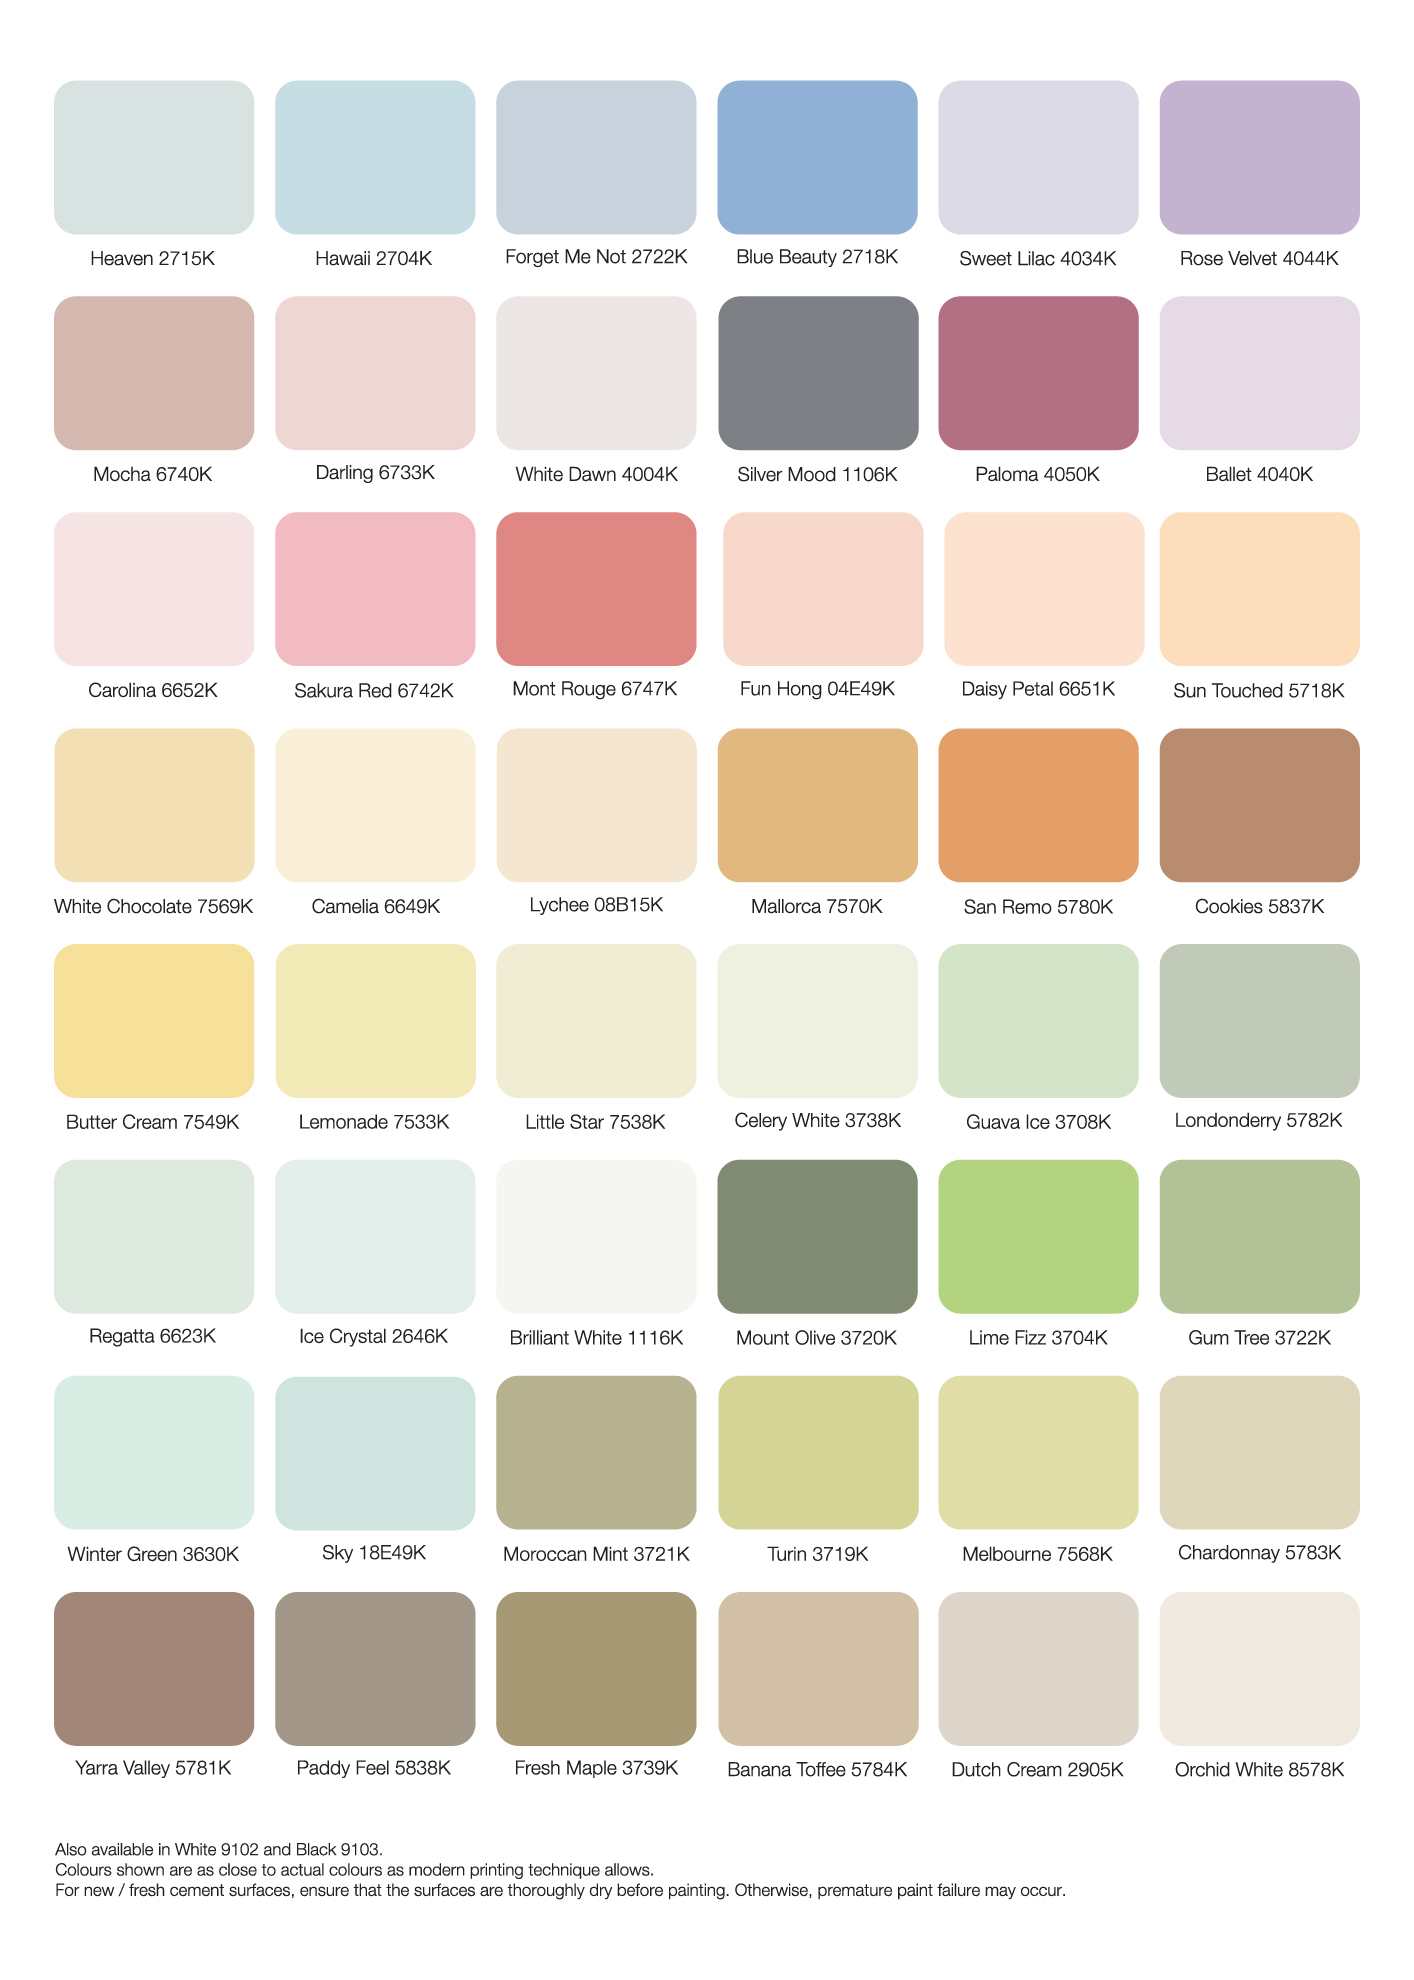 Heaven 2715K
Hawaii 2704K
Forget Me Not 2722K
Blue Beauty 2718K
Sweet Lilac 4034K
Rose Velvet 4044K
Mocha 6740K
Darling 6733K
White Dawn 4004K
Silver Mood 1106K
Paloma 4050K
Ballet 4040K
Carolina 6652K
Sakura Red 6742K
Mont Rouge 6747K
Fun Hong 04E49K
Daisy Petal 6651K
Sun Touched 5718K
White Chocolate 7569K
Camelia 6649K
Lychee 08B15K
Mallorca 7570K
San Remo 5780K
Cookies 5837K
Butter Cream 7549K
Lemonade 7533K
Little Star 7538K
Celery White 3738K
Guava Ice 3708K
Londonderry 5782K
Regatta 6623K
Ice Crystal 2646K
Brilliant White 1116K
Mount Olive 3720K
Lime Fizz 3704K
Gum Tree 3722K
Winter Green 3630K
Sky 18E49K
Moroccan Mint 3721K
Turin 3719K
Melbourne 7568K
Chardonnay 5783K
Yarra Valley 5781K
Paddy Feel 5838K
Fresh Maple 3739K
Banana Toffee 5784K
Dutch Cream 2905K
Orchid White 8578K
Also available in White 9102 and Black 9103.
Colours shown are as close to actual colours as modern printing technique allows.
For new / fresh cement surfaces, ensure that the surfaces are thoroughly dry before painting. Otherwise, premature paint failure may occur.